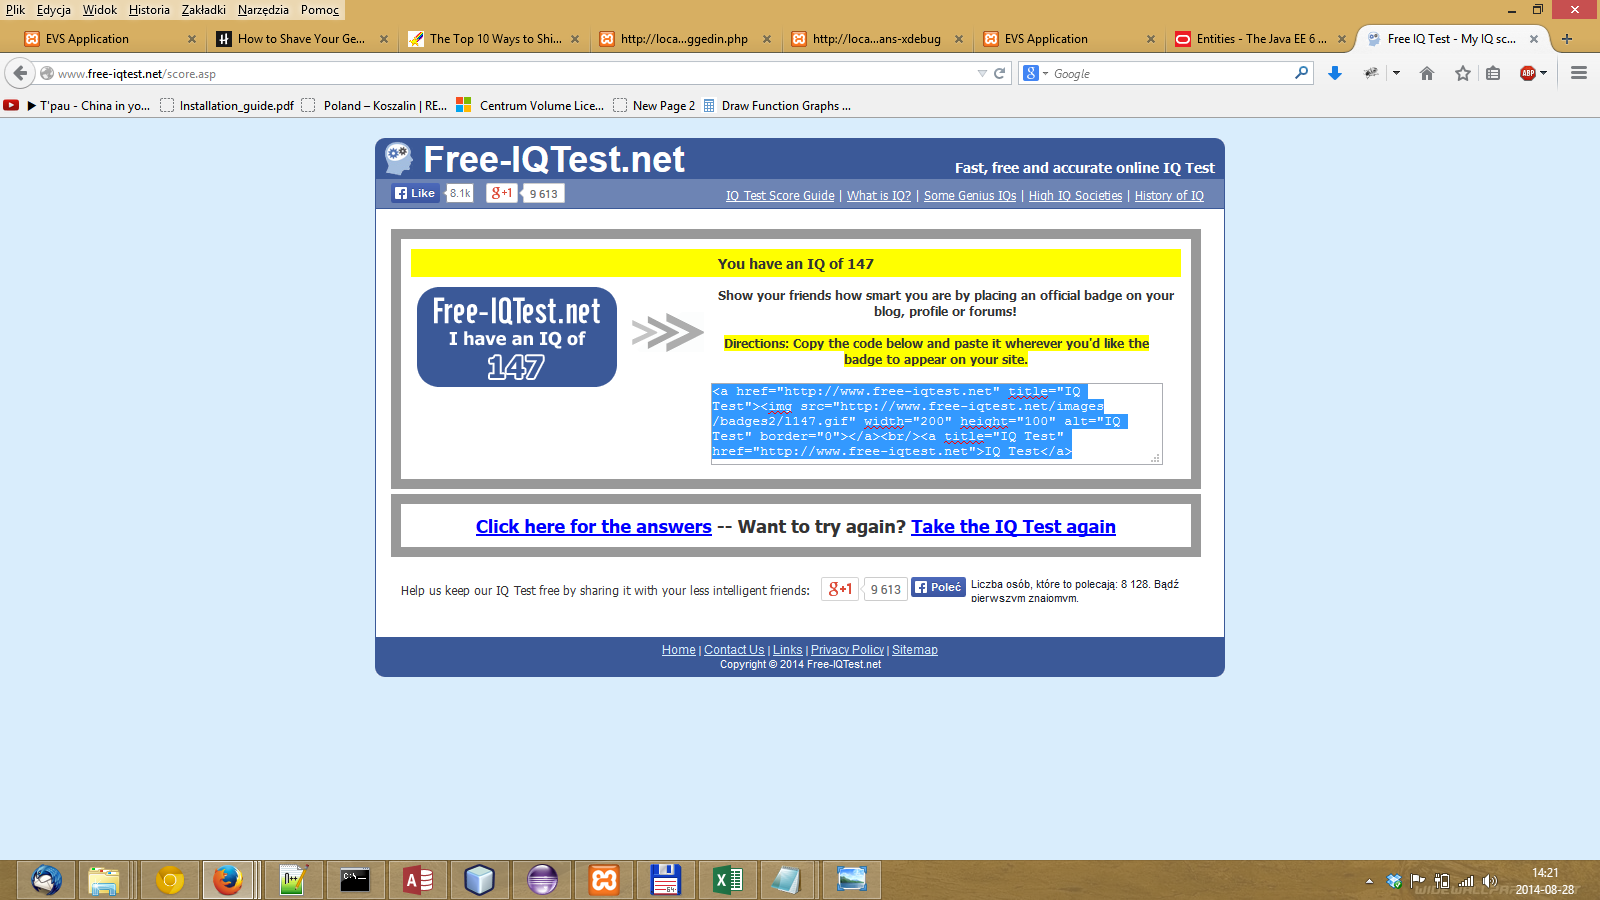 Plik Edycja Widok Historia Zakładki Narzędzia Pomoc
EVS Application
How to Shave Your Ge...
The Top 10 Ways to Shi...
http://loca...ggedin.php
http://loca...ans-xdebug
EVS Application
Entities - The Java EE 6 ...
Free IQ Test - My IQ sc...
www.free-iqtest.net/score.asp
Google
ABP
T'pau - China in yo...
Installation_guide.pdf
Poland – Koszalin | RE...
Centrum Volume Lice...
New Page 2
Draw Function Graphs ...
Free-IQTest.net
Fast, free and accurate online IQ Test
Like 8.1k g+1 9 613
IQ Test Score Guide | What is IQ? | Some Genius IQs | High IQ Societies | History of IQ
You have an IQ of 147
Free-IQTest.net
I have an IQ of
147
Show your friends how smart you are by placing an official badge on your
blog, profile or forums!
Directions: Copy the code below and paste it wherever you'd like the
badge to appear on your site.
<a href="http://www.free-iqtest.net" title="IQ
Test"><img src="http://www.free-iqtest.net/images
/badges2/l147.gif" width="200" height="100" alt="IQ
Test" border="0"></a><br/><a title="IQ Test"
href="http://www.free-iqtest.net">IQ Test</a>
Click here for the answers -- Want to try again? Take the IQ Test again
Help us keep our IQ Test free by sharing it with your less intelligent friends:
g+1 9 613
Poleć
Liczba osób, które to polecają: 8 128. Bądź
pierwszym znajomym.
Home | Contact Us | Links | Privacy Policy | Sitemap
Copyright © 2014 Free-IQTest.net
14:21
2014-08-28